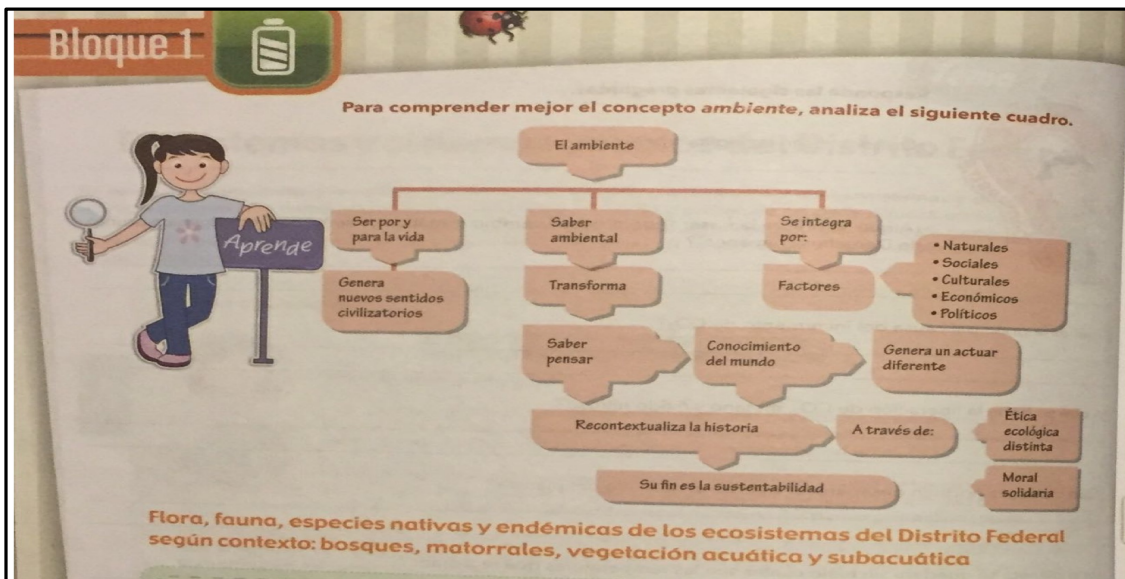 Bloque 1
Para comprender mejor el concepto ambiente, analiza el siguiente cuadro.
El ambiente
Aprende
Ser por y
para la vida
Genera
nuevos sentidos
civilizatorios
Saber
ambiental
Transforma
Se integra
por:
Factores
• Naturales
• Sociales
• Culturales
• Económicos
• Políticos
Saber
pensar
Conocimiento
del mundo
Genera un actuar
diferente
Recontextualiza la historia
A través de:
Ética
ecológica
distinta
Moral
solidaria
Su fin es la sustentabilidad
Flora, fauna, especies nativas y endémicas de los ecosistemas del Distrito Federal
según contexto: bosques, matorrales, vegetación acuática y subacuática